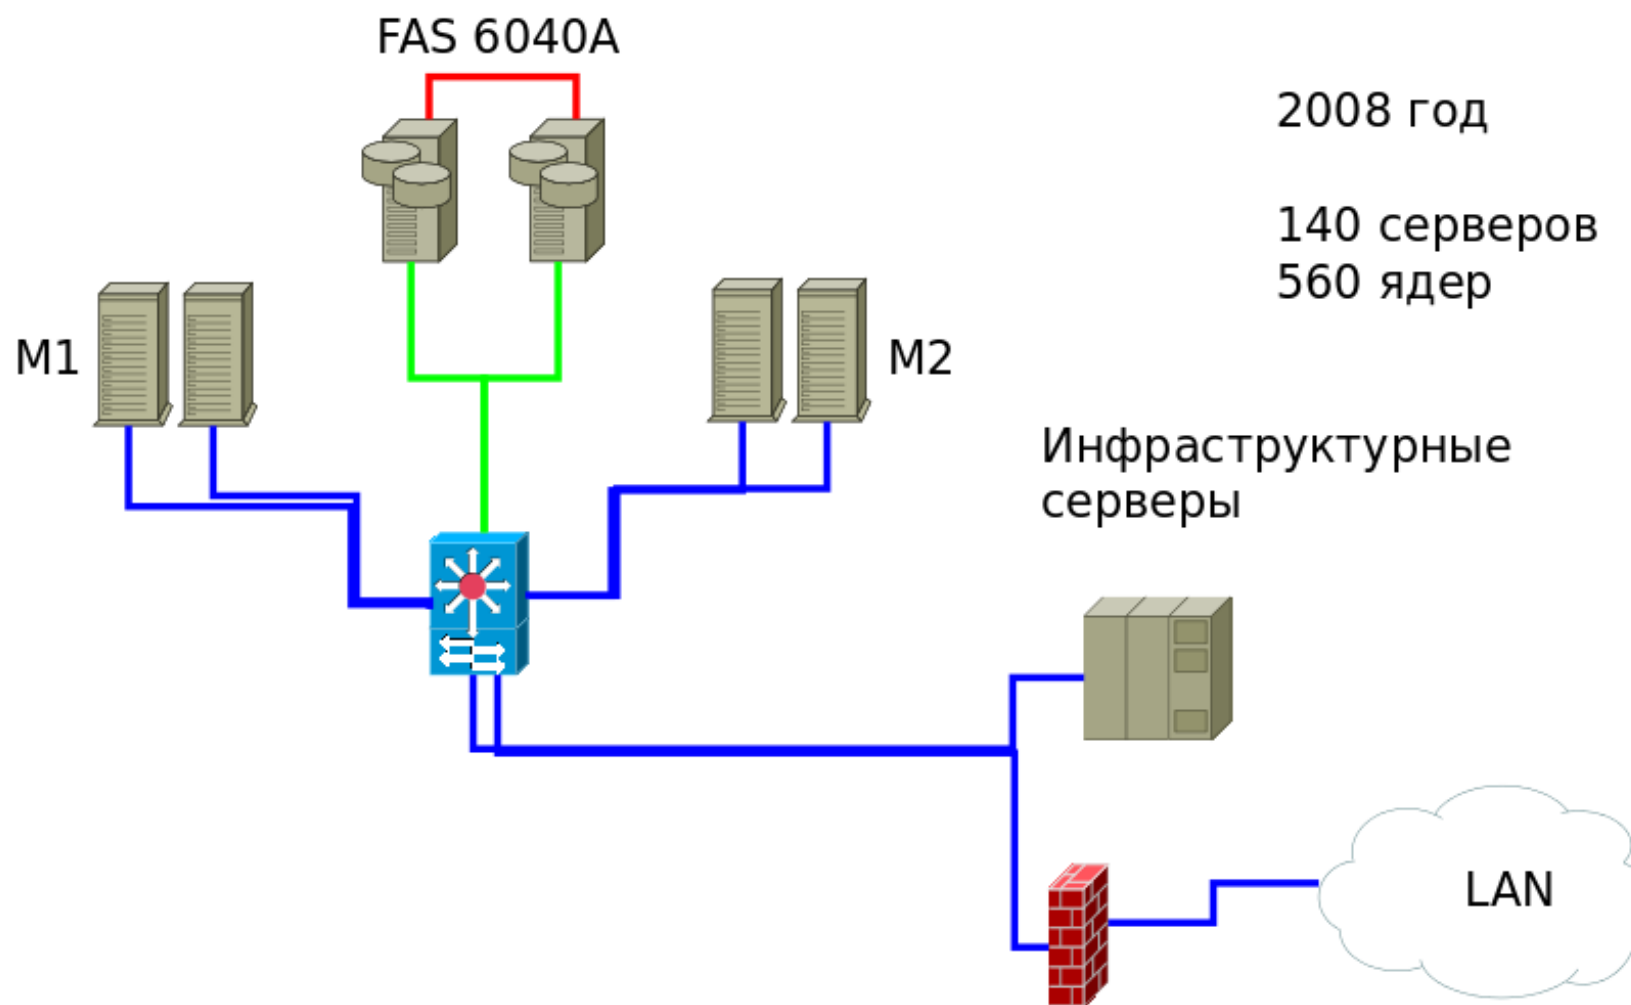 FAS 6040A
2008 год
140 серверов
560 ядер
M1
M2
Инфраструктурные
серверы
LAN